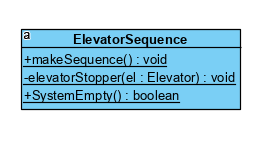 a
ElevatorSequence
+makeSequence() : void
-elevatorStopper(el : Elevator) : void
+SystemEmpty() : boolean